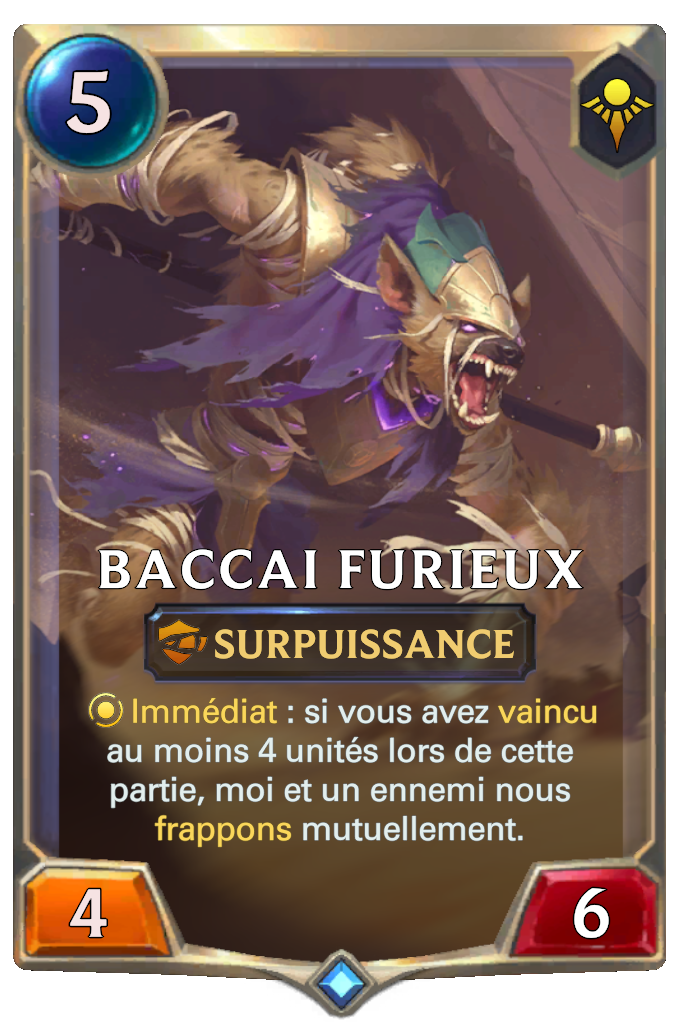 5
BACCAI FURIEUX
SURPUISSANCE
Immédiat : si vous avez vaincu
au moins 4 unités lors de cette
partie, moi et un ennemi nous
frappons mutuellement.
4
6